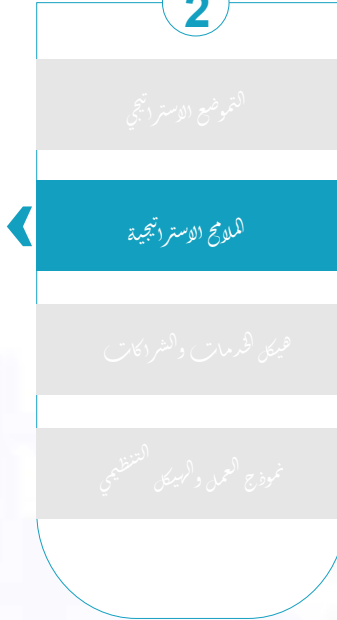 2
التموضع الاستراتيجي
الملامح الاستراتيجية
هيكل الخدمات والشراكات
نموذج العمل والهيكل التنظيمي